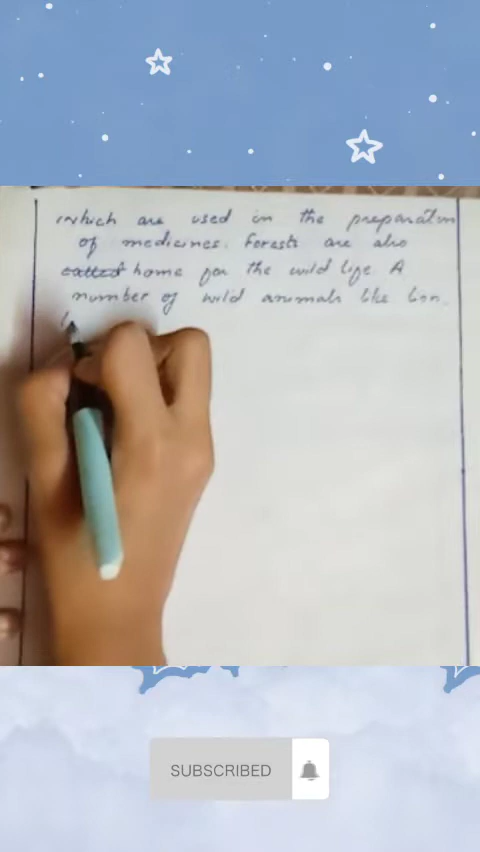 which are used in the preparation
of medicines. Forests are also
called home for the wild life A
number of wild animals like lion,
SUBSCRIBED